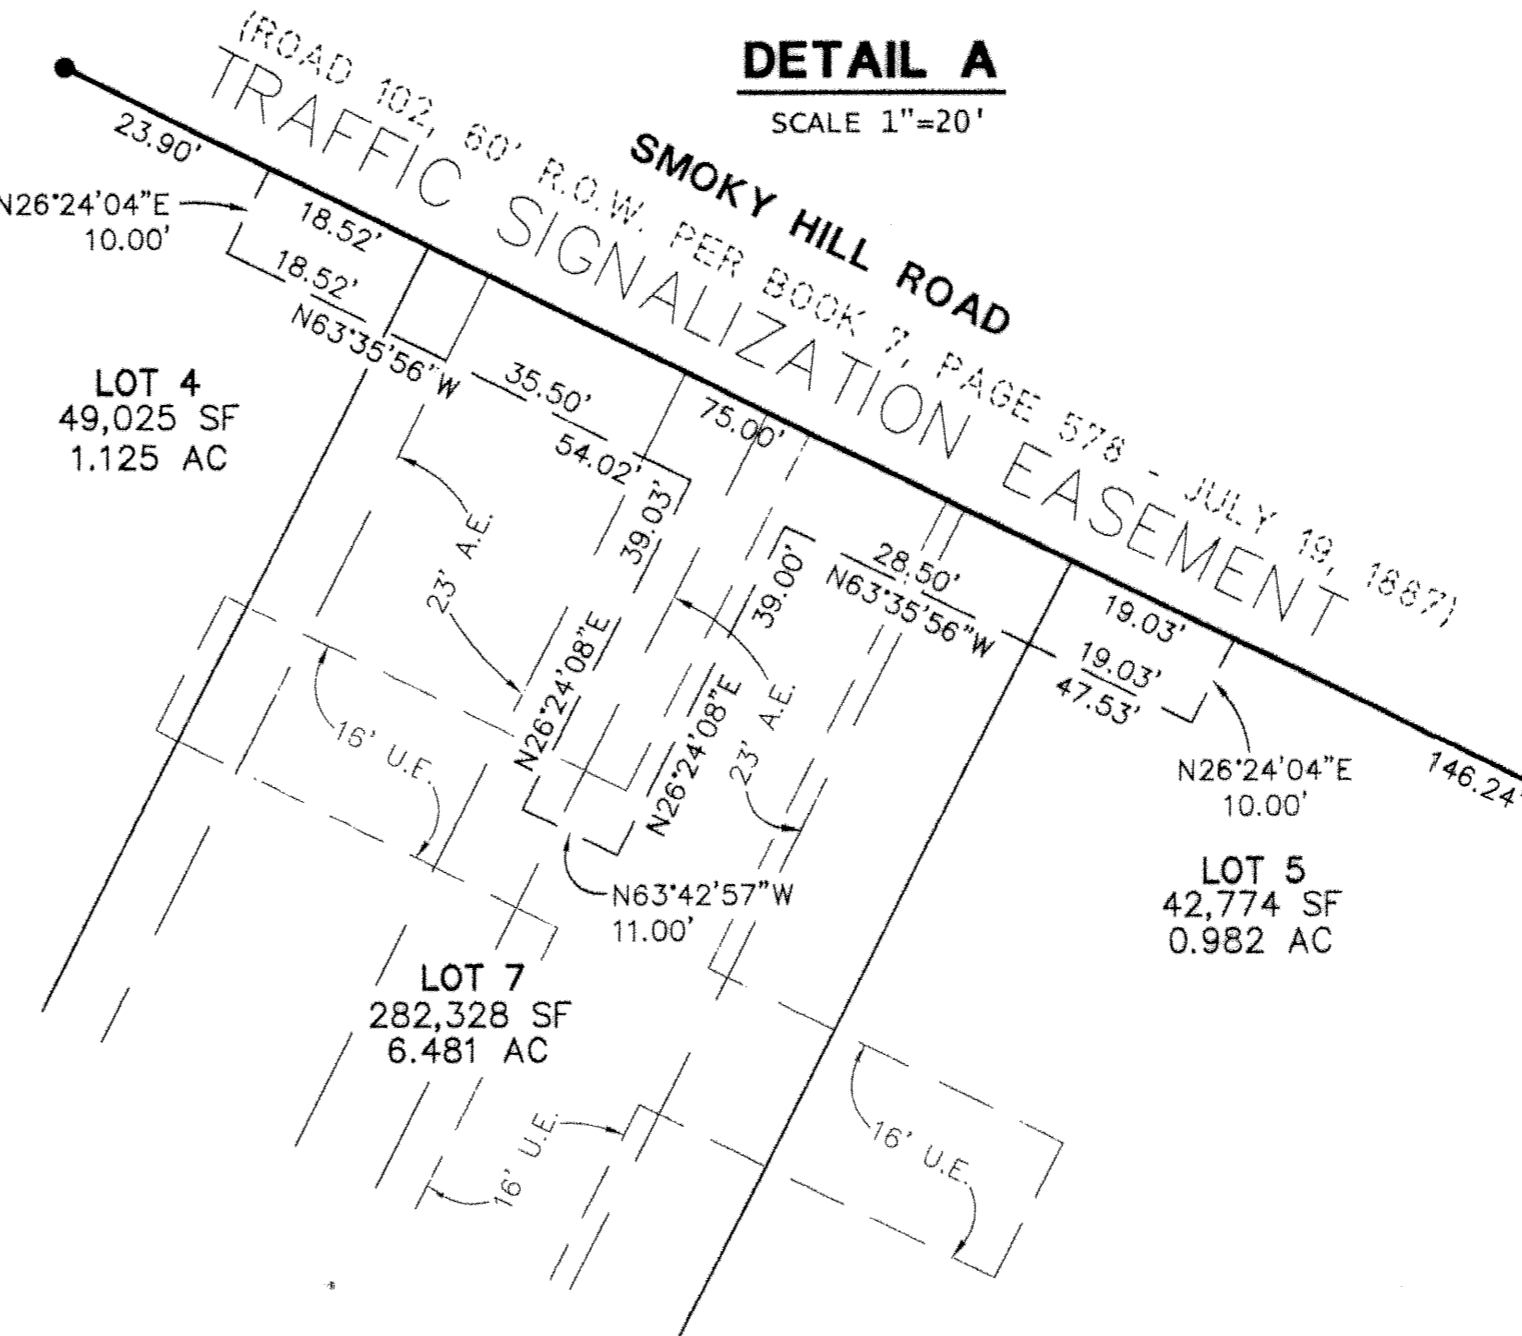 DETAIL A
SCALE 1"=20'
(ROAD 102, 60' R.O.W. PER BOOK 7, PAGE 578 - JULY 19, 1887)
TRAFFIC SIGNALIZATION EASEMENT
SMOKY HILL ROAD
23.90'
N26°24'04"E
10.00'
18.52'
18.52'
N63°35'56"W
35.50'
54.02'
75.00'
LOT 4
49,025 SF
1.125 AC
23' A.E.
39.03'
N26°24'08"E
39.00'
N26°24'08"E
23' A.E.
28.50'
N63°35'56"W
19.03'
19.03'
47.53'
N26°24'04"E
10.00'
146.24'
16' U.E.
N63°42'57"W
11.00'
LOT 5
42,774 SF
0.982 AC
LOT 7
282,328 SF
6.481 AC
16' U.E.
16' U.E.